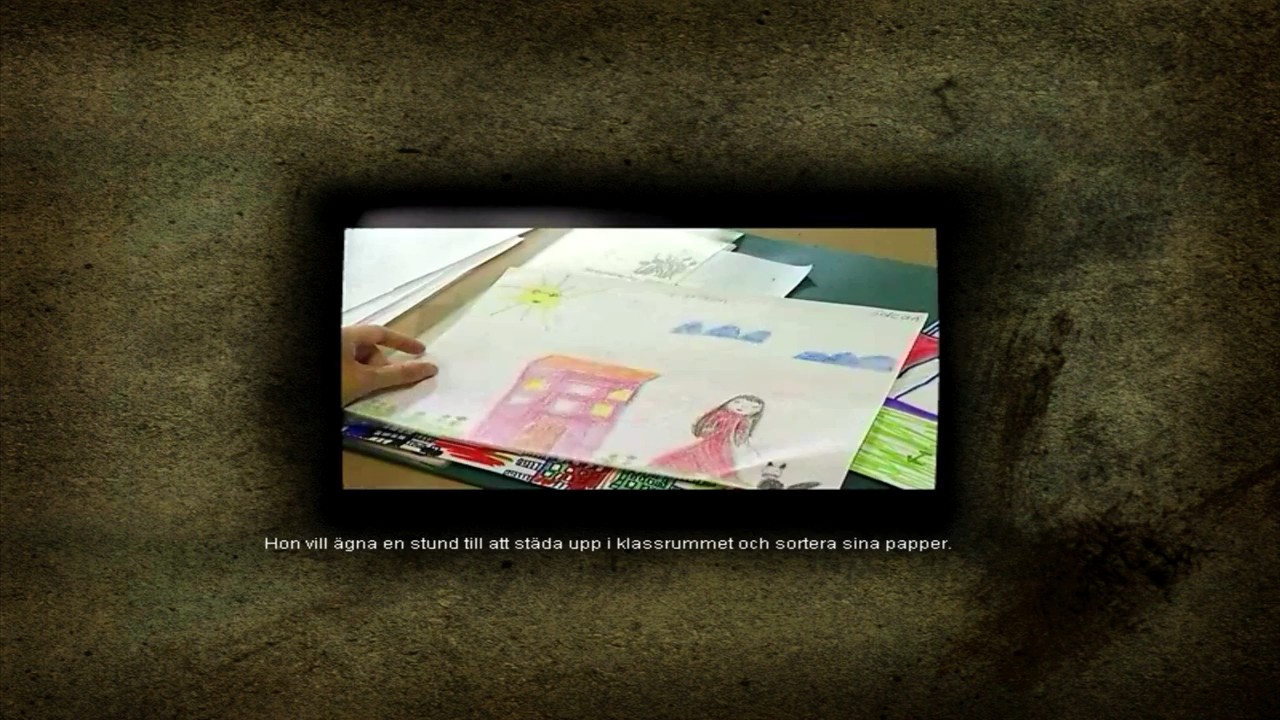 Hon vill ägna en stund till att städa upp i klassrummet och sortera sina papper.